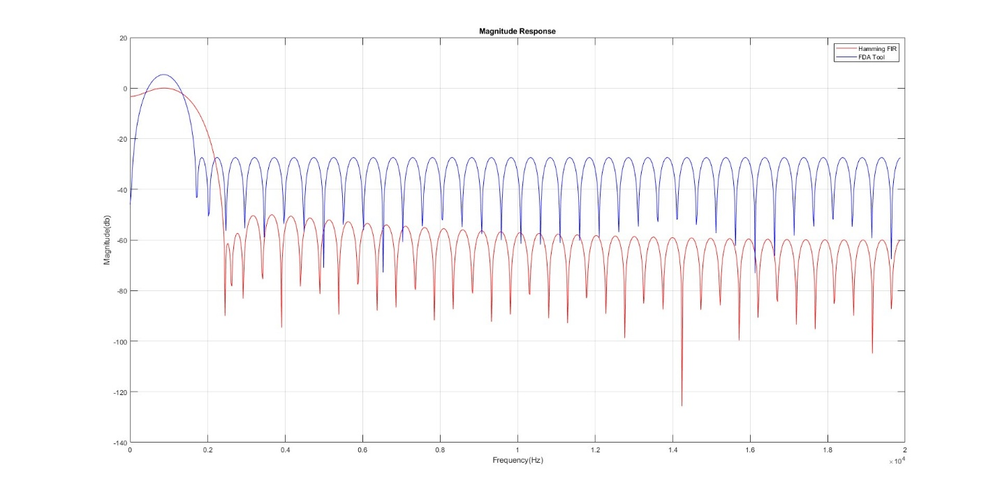 Magnitude Response
Hamming FIR
FDA Tool
Magnitude(db)
20
0
-20
-40
-60
-80
-100
-120
-140
0 0.2 0.4 0.6 0.8 1 1.2 1.4 1.6 1.8 2
Frequency(Hz)
× 10^4